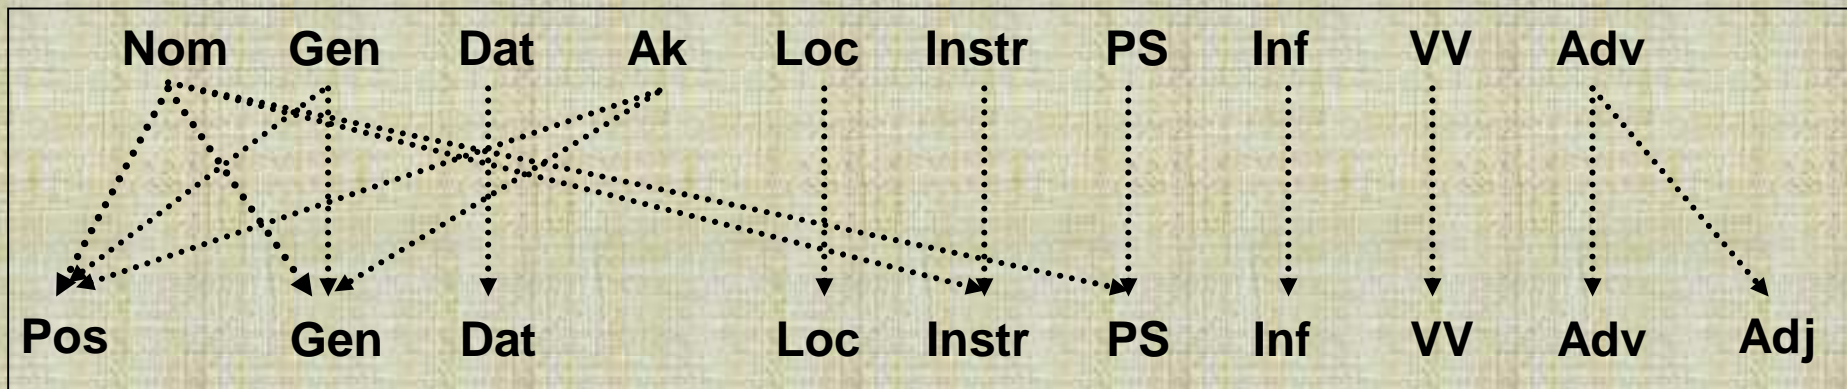 Nom Gen Dat Ak Loc Instr PS Inf VV Adv
Pos Gen Dat Loc Instr PS Inf VV Adv Adj